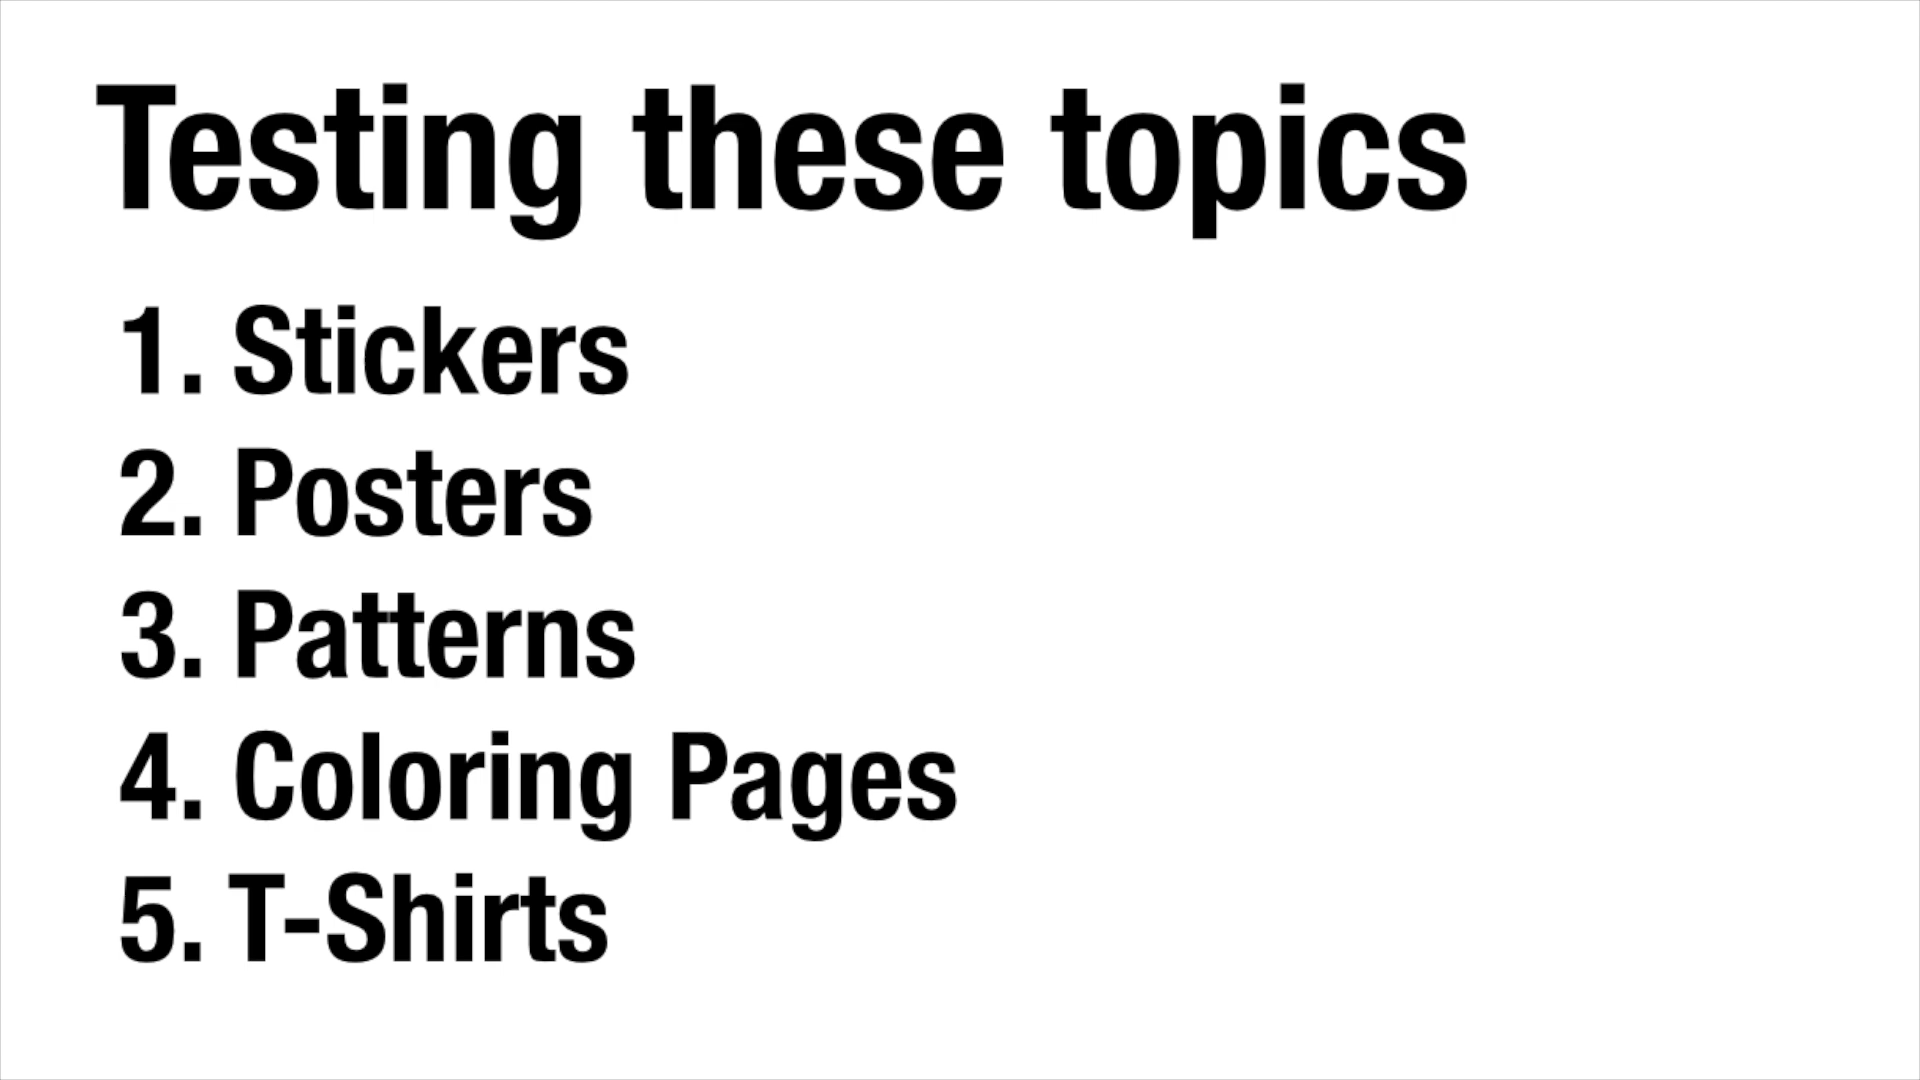 Testing these topics
1. Stickers
2. Posters
3. Patterns
4. Coloring Pages
5. T-Shirts